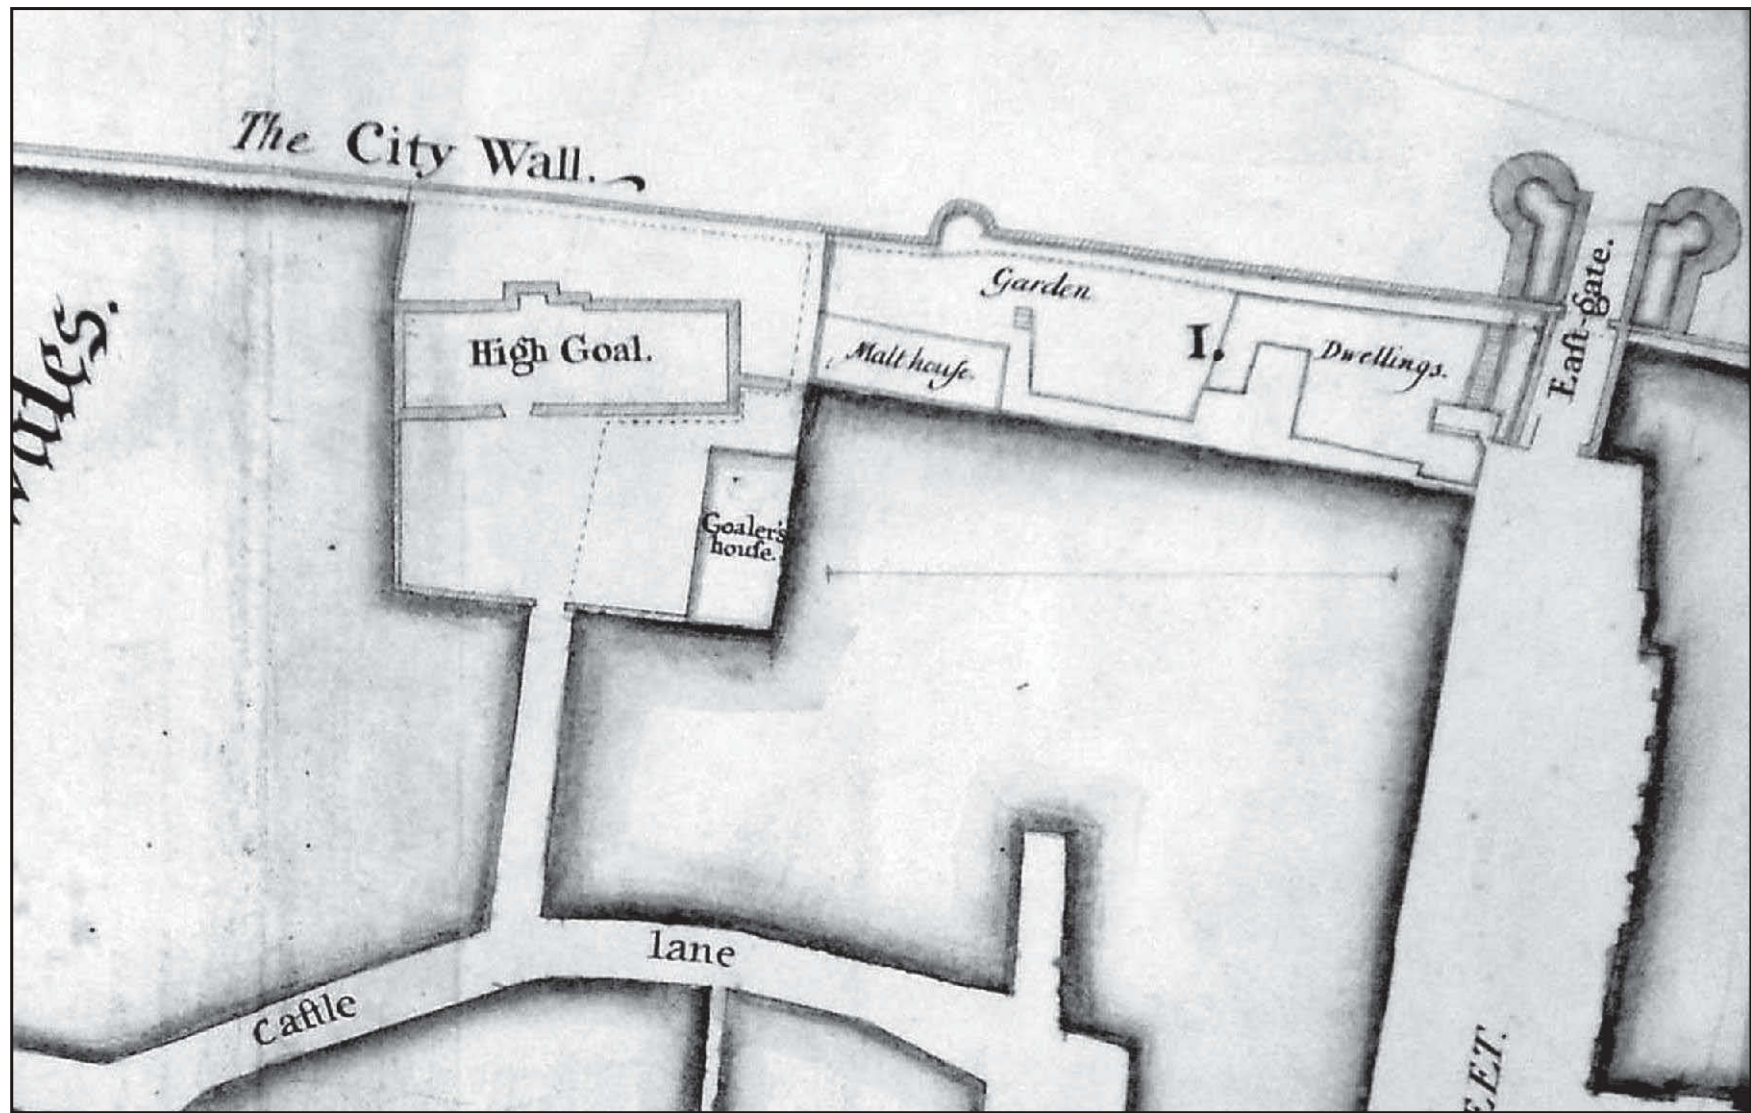 The City Wall.
Garden
I.
Eaſt-gate.
High Goal.
Malt houſe.
Dwellings.
Goaler's
houſe.
lane
Caſtle